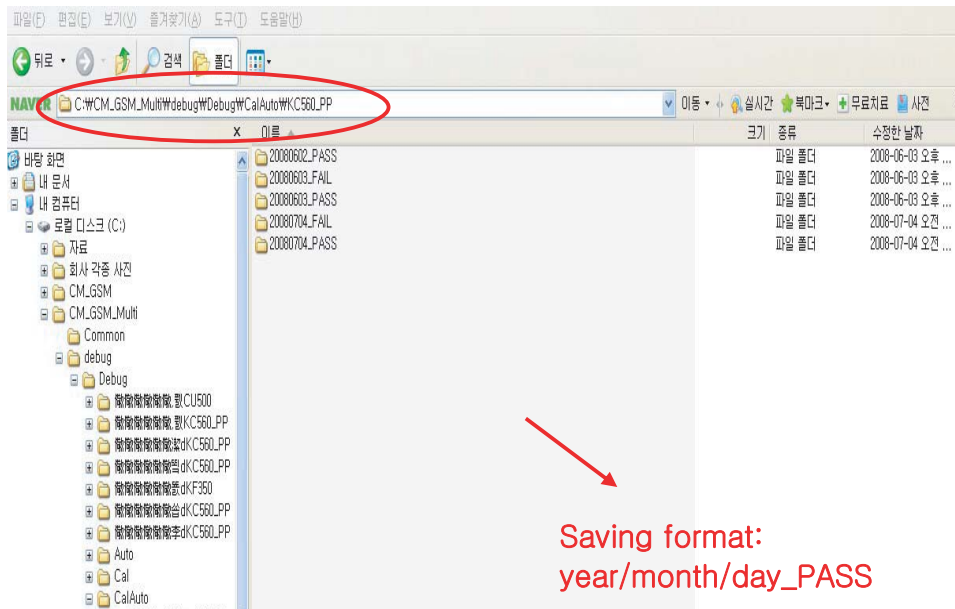 파일(F) 편집(E) 보기(V) 즐겨찾기(A) 도구(T) 도움말(H)
뒤로 검색 폴더
NAVER C:₩CM_GSM_Multi₩debug₩Debug₩CalAuto₩KC560_PP 이동 실시간 북마크 무료치료 사전
폴더 x 이름 크기 종류 수정한 날짜
바탕 화면 20080602_PASS 파일 폴더 2008-06-03 오후 ...
내 문서 20080603_FAIL 파일 폴더 2008-06-03 오후 ...
내 컴퓨터 20080603_PASS 파일 폴더 2008-06-03 오후 ...
로컬 디스크 (C:) 20080704_FAIL 파일 폴더 2008-07-04 오전 ...
자료 20080704_PASS 파일 폴더 2008-07-04 오전 ...
회사 각종 사진
CM_GSM
CM_GSM_Multi
Common
debug
Debug
CU500
KC560_PP
dKC560_PP
dKC560_PP
dKF350
dKC560_PP
dKC560_PP
Auto
Cal
CalAuto
Saving format:
year/month/day_PASS